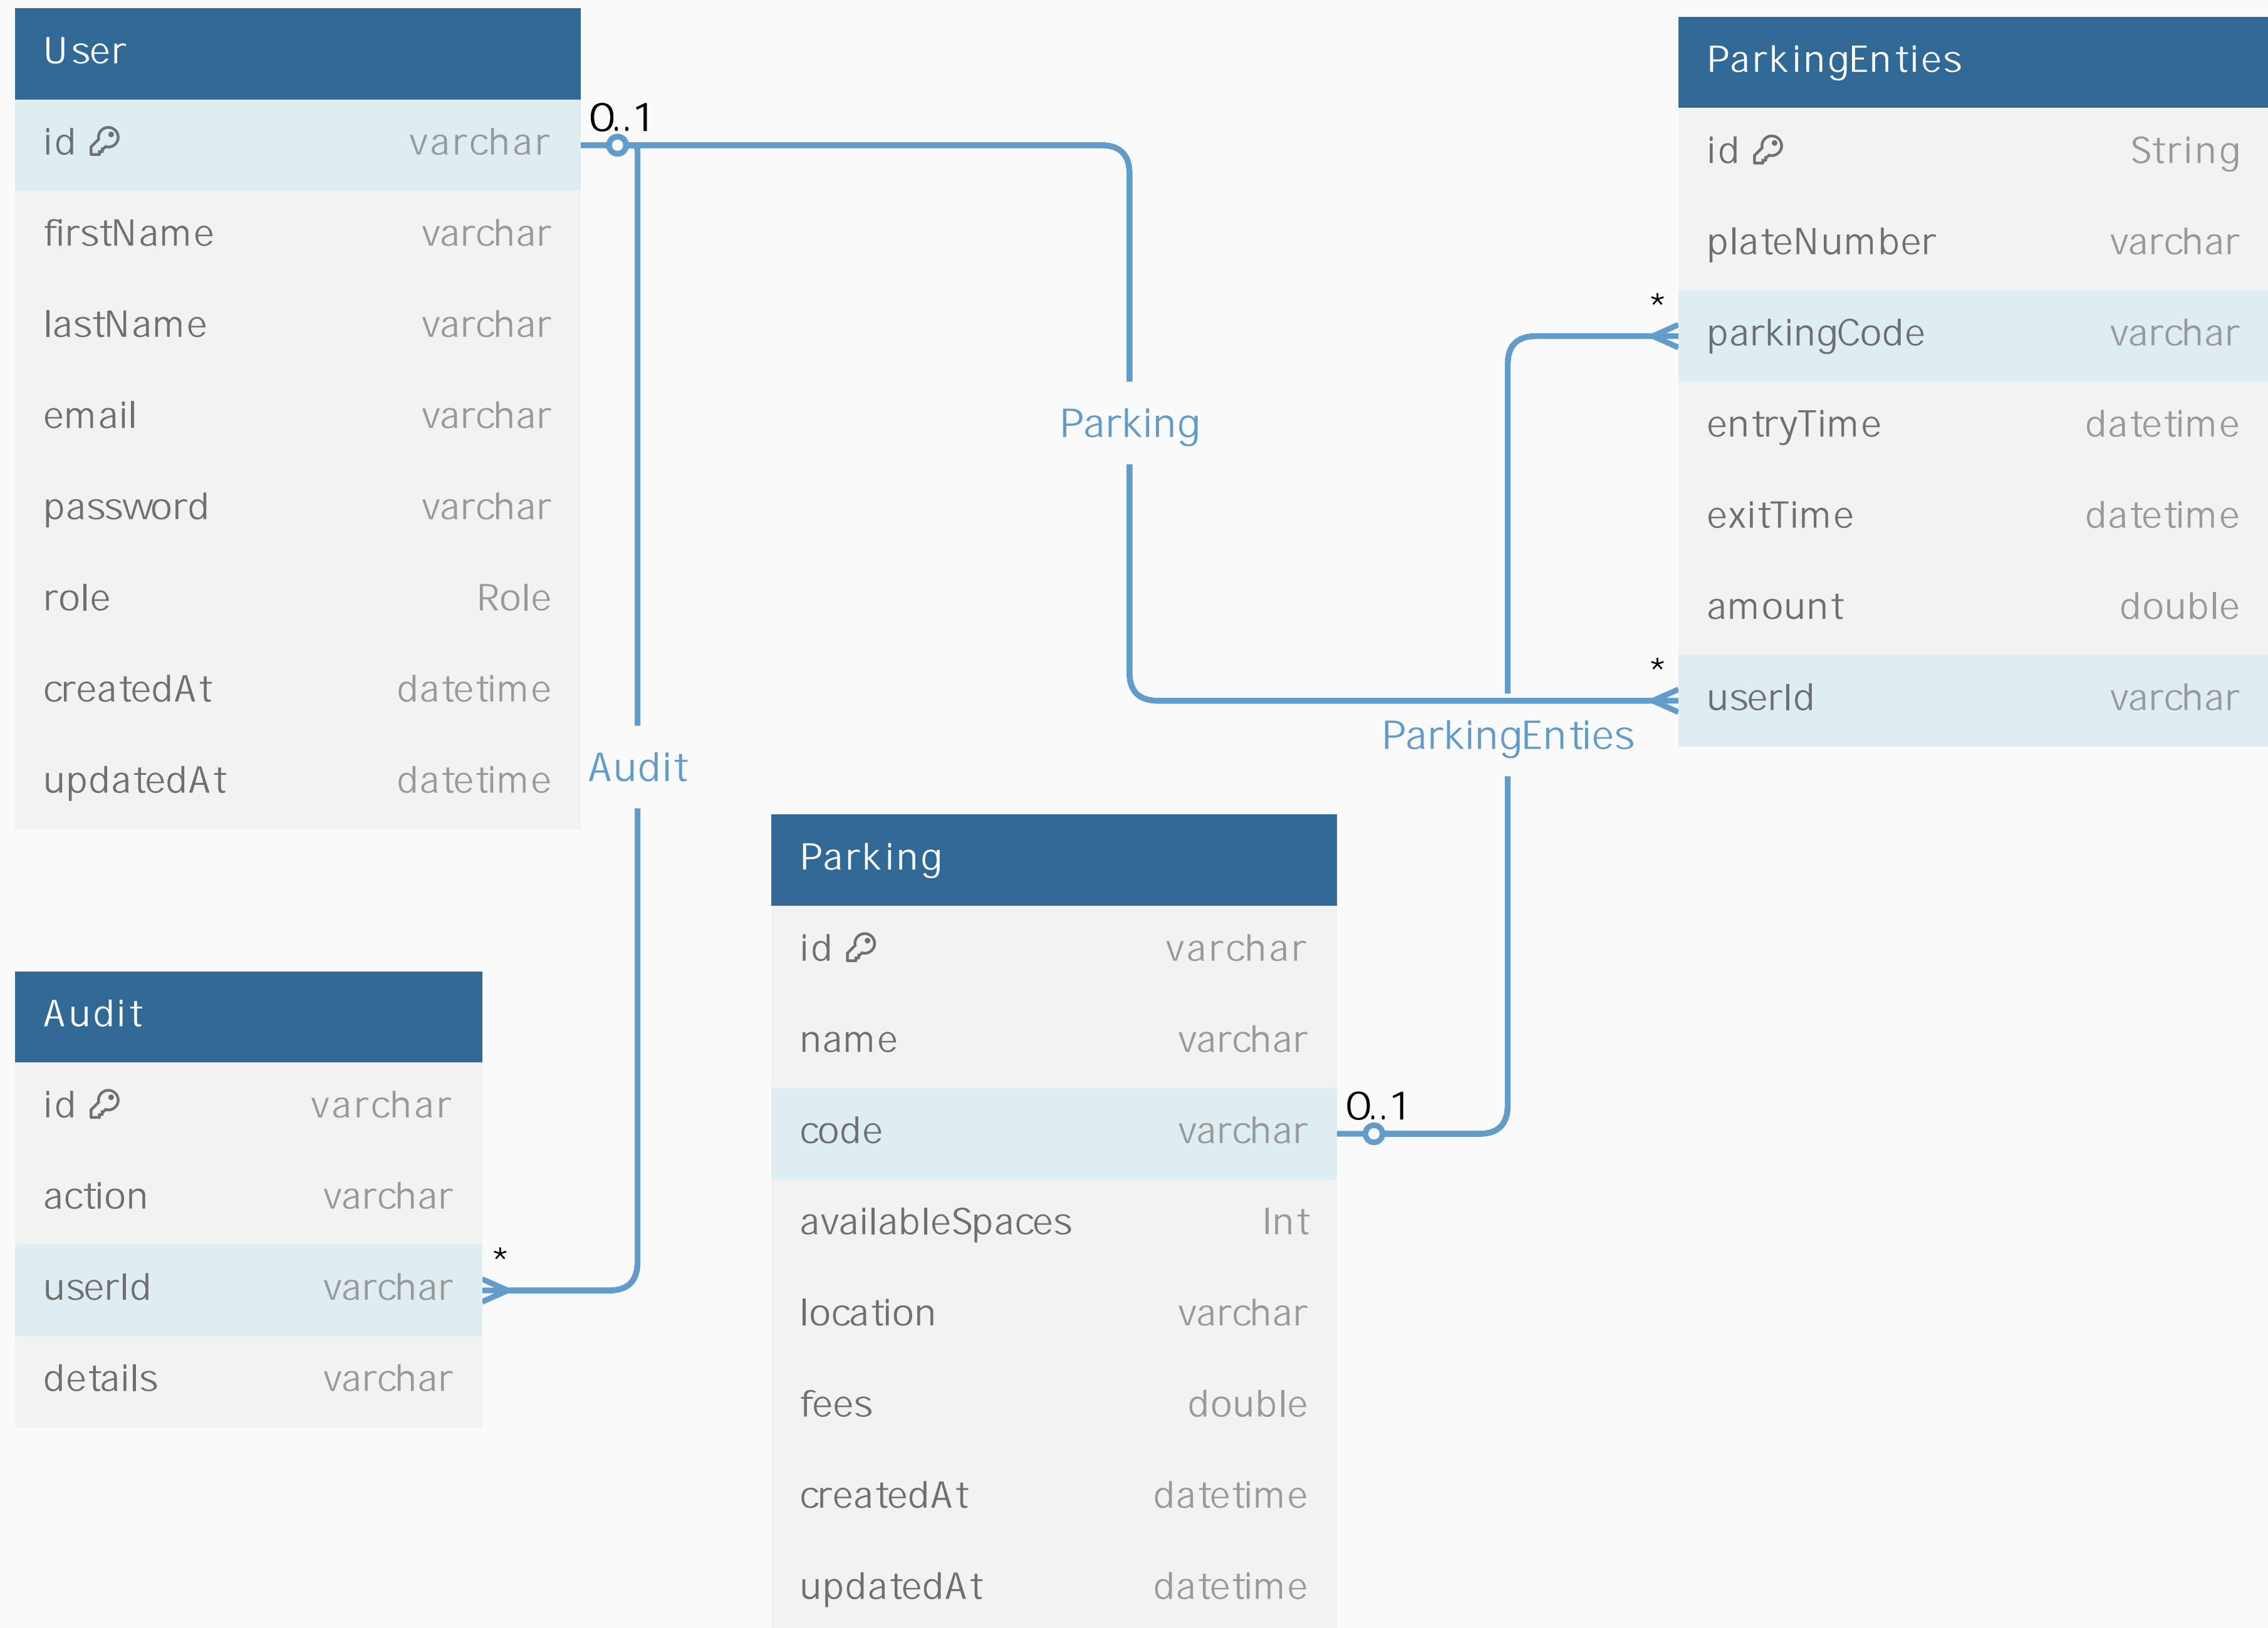 User
id varchar
firstName varchar
lastName varchar
email varchar
password varchar
role Role
createdAt datetime
updatedAt datetime
0..1
Parking
Audit
ParkingEnties
id String
plateNumber varchar
* parkingCode varchar
entryTime datetime
exitTime datetime
amount double
* userId varchar
ParkingEnties
Parking
id varchar
name varchar
code varchar 0..1
availableSpaces Int
location varchar
fees double
createdAt datetime
updatedAt datetime
Audit
id varchar
action varchar
userId varchar *
details varchar